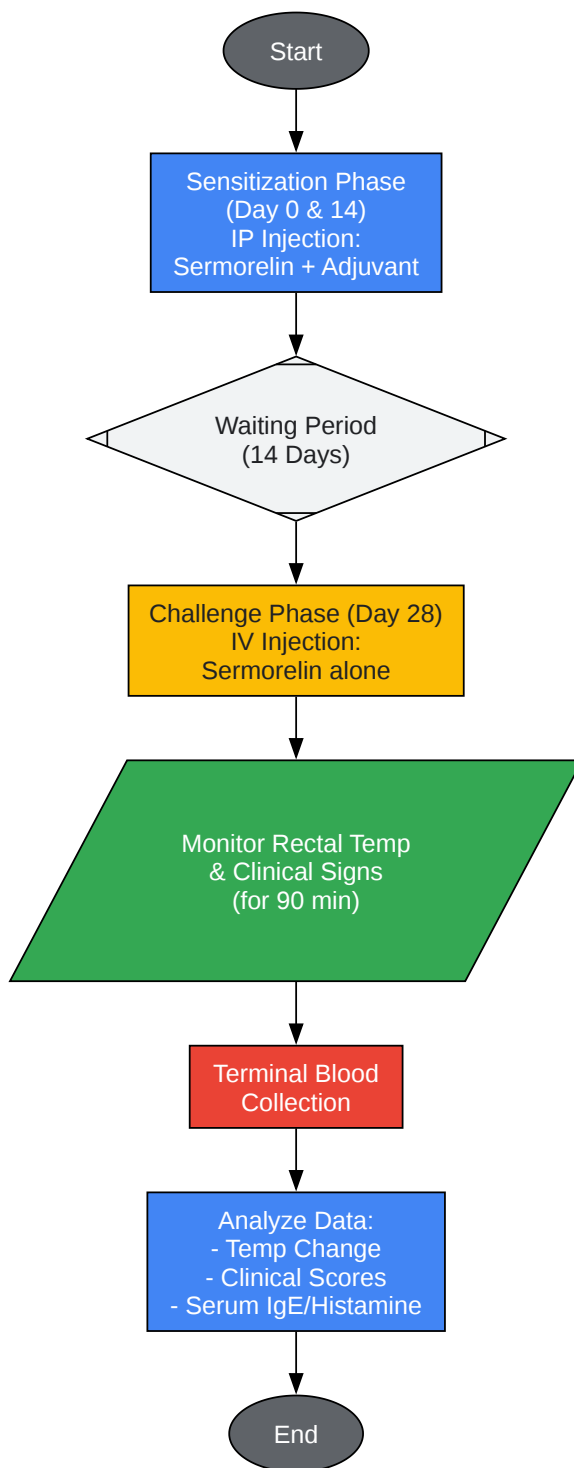 Start
Sensitization Phase
(Day 0 & 14)
IP Injection:
Sermorelin + Adjuvant
Waiting Period
(14 Days)
Challenge Phase (Day 28)
IV Injection:
Sermorelin alone
Monitor Rectal Temp
& Clinical Signs
(for 90 min)
Terminal Blood
Collection
Analyze Data:
- Temp Change
- Clinical Scores
- Serum IgE/Histamine
End